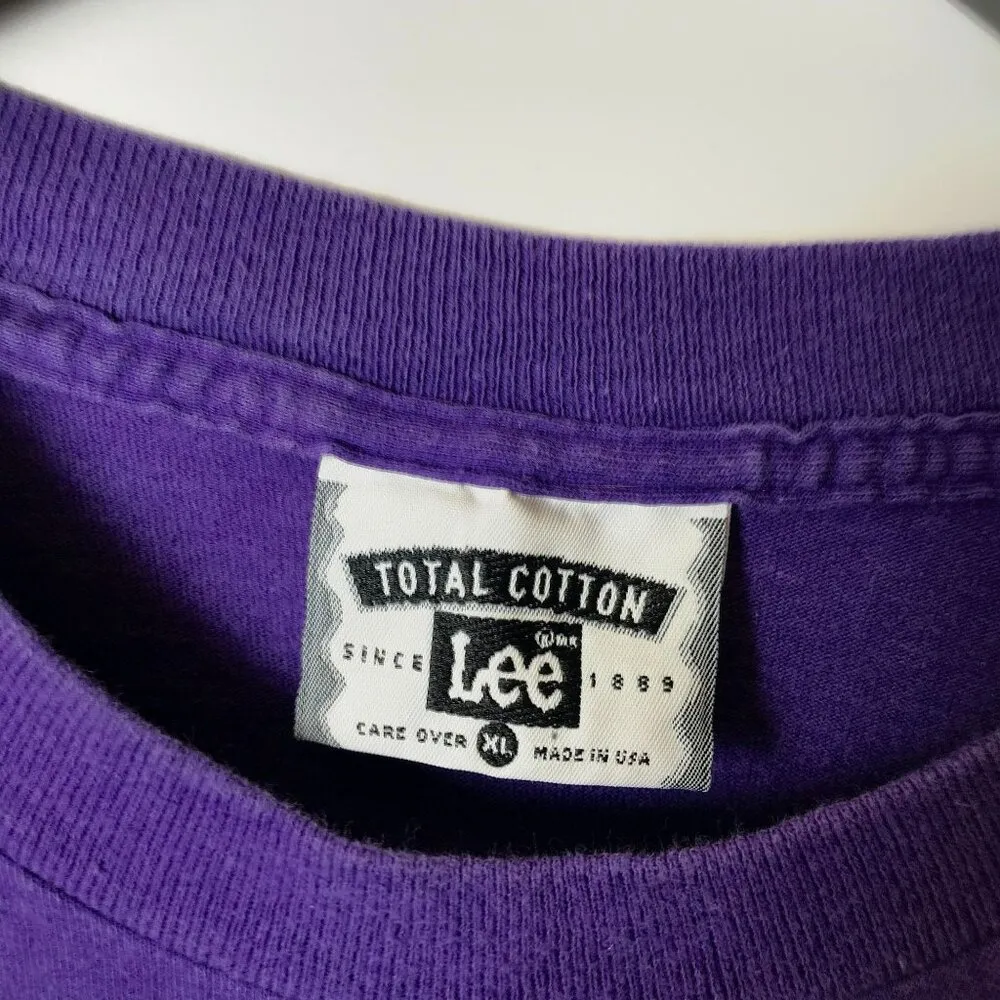 TOTAL COTTON
SINCE Lee 1889
CARE OVER XL MADE IN USA